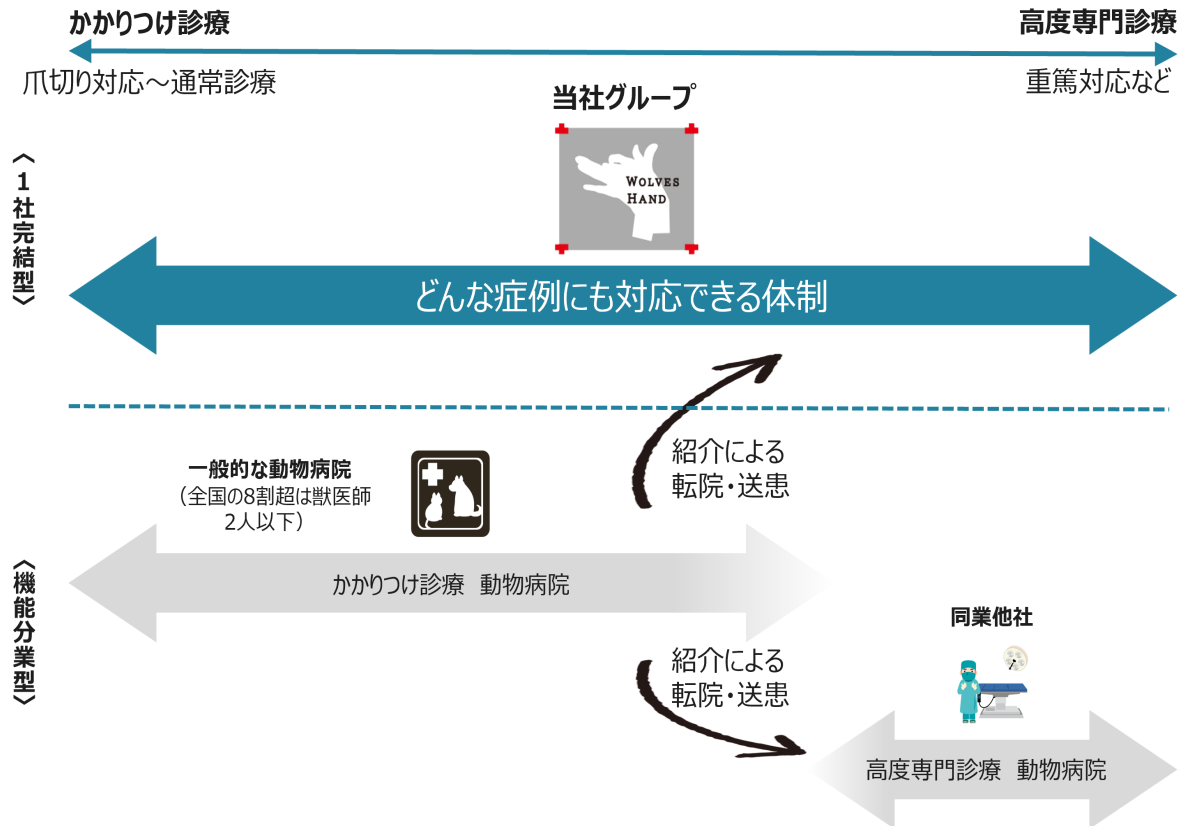 かかりつけ診療
高度専門診療
爪切り対応～通常診療
重篤対応など
当社グループ
WOLVES
HAND
〈1社完結型〉
どんな症例にも対応できる体制
紹介による
転院・送患
一般的な動物病院
（全国の8割超は獣医師
2人以下）
〈機能分業型〉
かかりつけ診療　動物病院
同業他社
紹介による
転院・送患
高度専門診療　動物病院